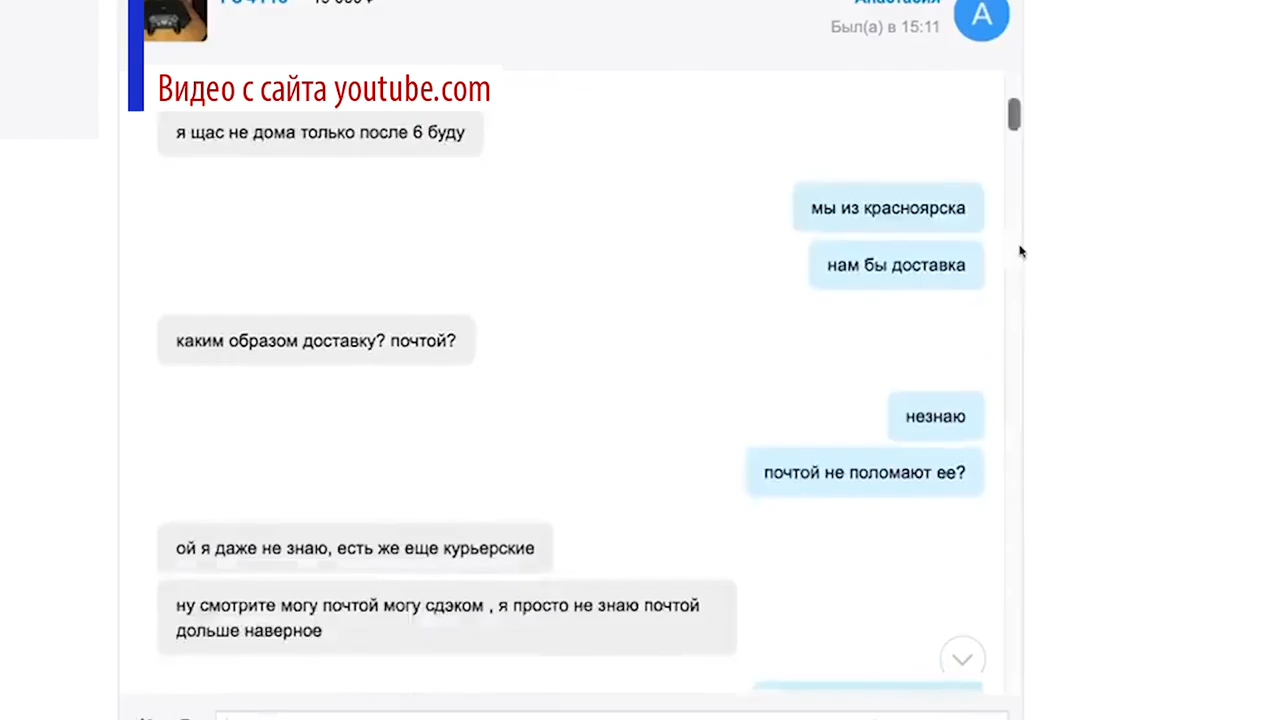 Анастасия
Был(а) в 15:11
А
Видео с сайта youtube.com
я щас не дома только после 6 буду
мы из красноярска
нам бы доставка
каким образом доставку? почтой?
незнаю
почтой не поломают ее?
ой я даже не знаю, есть же еще курьерские
ну смотрите могу почтой могу сдэком , я просто не знаю почтой
дольше наверное